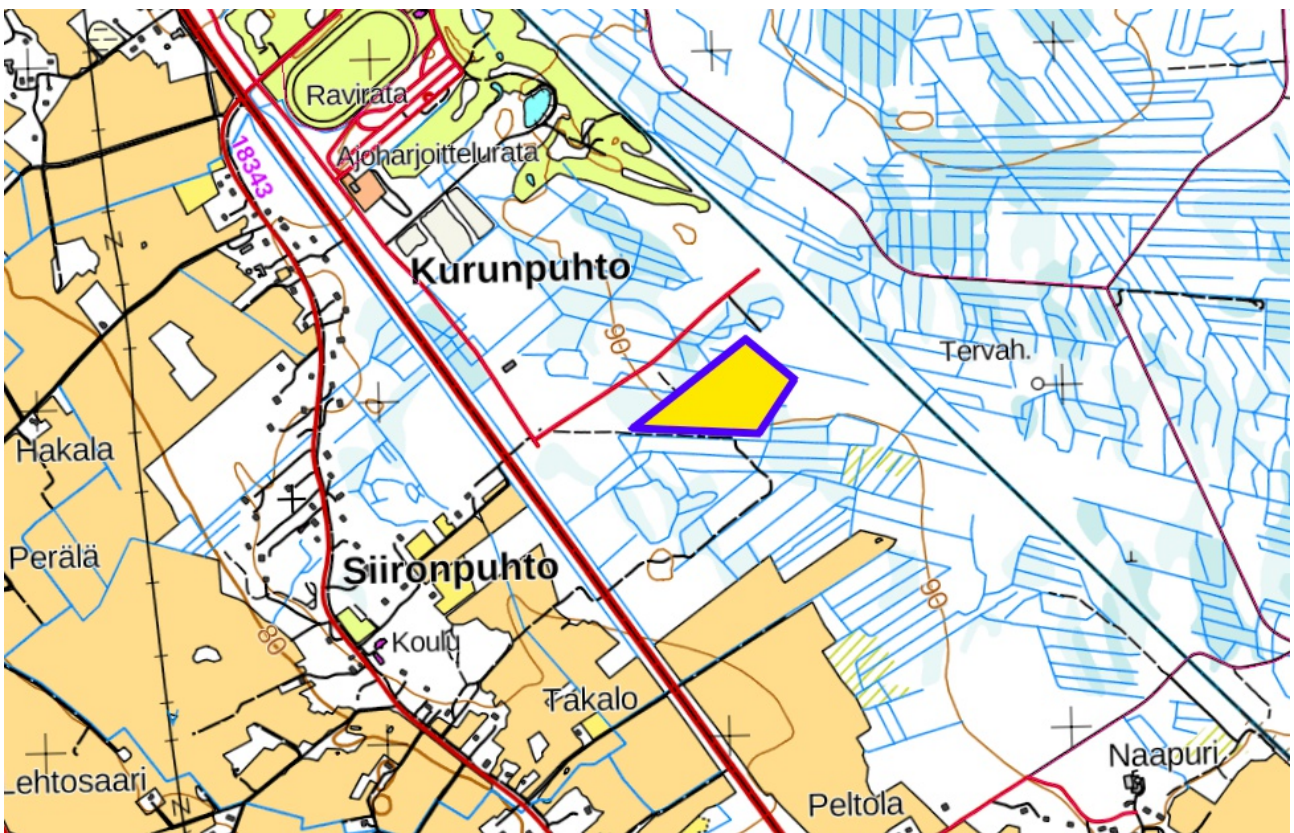 Ravirata
Ajoharjoittelurata
18343
Kurunpuhto
90
Tervah.
Hakala
Perälä
Siironpuhto
90
80
Koulu
Takalo
Naapuri
Lehtosaari
Peltola
N
N